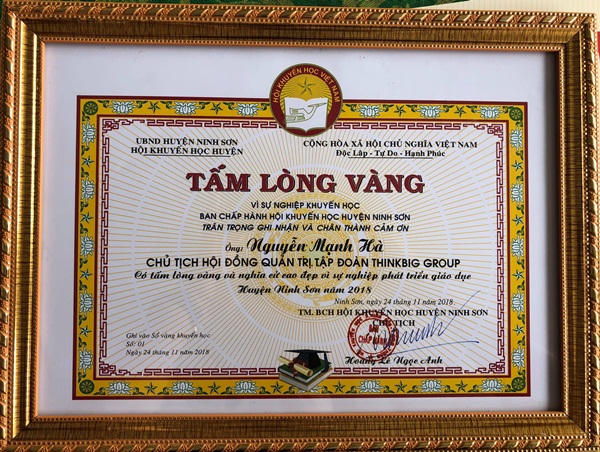 HỘI KHUYẾN HỌC VIỆT NAM
UBND HUYỆN NINH SƠN
HỘI KHUYẾN HỌC HUYỆN
CỘNG HÒA XÃ HỘI CHỦ NGHĨA VIỆT NAM
Độc Lập - Tự Do - Hạnh Phúc
TẤM LÒNG VÀNG
VÌ SỰ NGHIỆP KHUYẾN HỌC
BAN CHẤP HÀNH HỘI KHUYẾN HỌC HUYỆN NINH SƠN
TRÂN TRỌNG GHI NHẬN VÀ CHÂN THÀNH CẢM ƠN
Ông: Nguyễn Mạnh Hà
CHỦ TỊCH HỘI ĐỒNG QUẢN TRỊ TẬP ĐOÀN THINKBIG GROUP
Có tấm lòng vàng và nghĩa cử cao đẹp vì sự nghiệp phát triển giáo dục
Huyện Ninh Sơn năm 2018
Ninh Sơn, ngày 24 tháng 11 năm 2018
TM. BCH HỘI KHUYẾN HỌC HUYỆN NINH SƠN
CHỦ TỊCH
Ghi vào Sổ vàng khuyến học
Số: 01
Ngày 24 tháng 11 năm 2018
Hoàng Lê Ngọc Anh